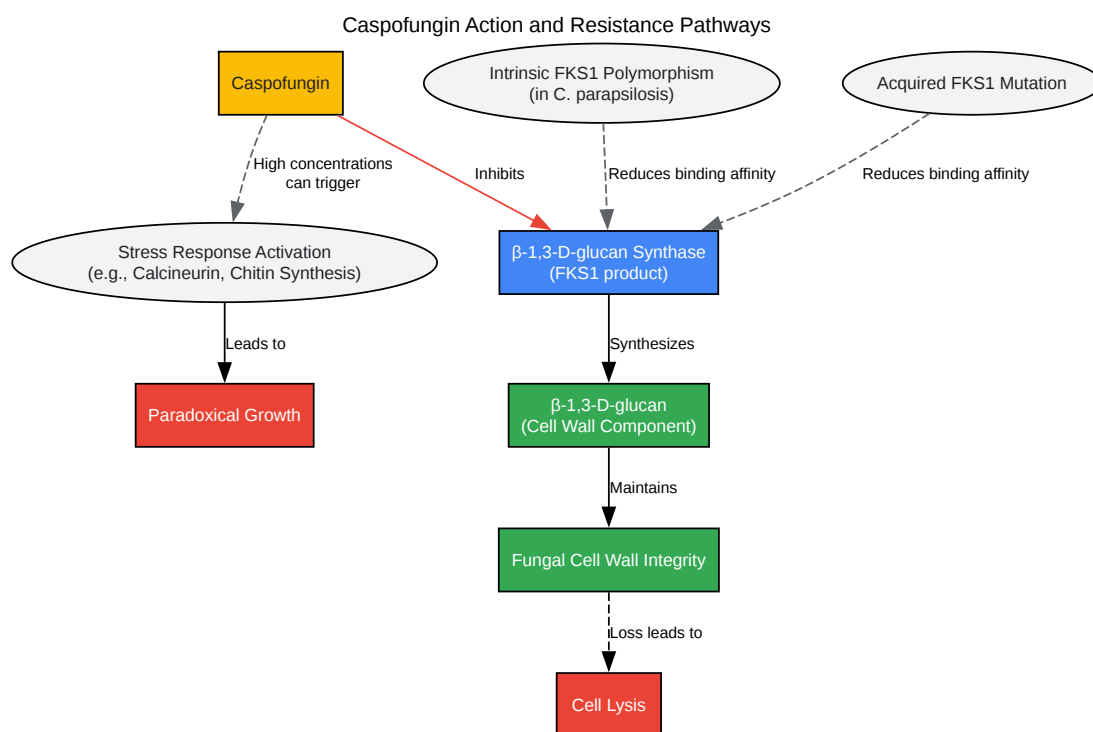 Caspofungin Action and Resistance Pathways
Caspofungin
Intrinsic FKS1 Polymorphism
(in C. parapsilosis)
Acquired FKS1 Mutation
High concentrations
can trigger
Inhibits
Reduces binding affinity
Reduces binding affinity
Stress Response Activation
(e.g., Calcineurin, Chitin Synthesis)
β-1,3-D-glucan Synthase
(FKS1 product)
Leads to
Synthesizes
Paradoxical Growth
β-1,3-D-glucan
(Cell Wall Component)
Maintains
Fungal Cell Wall Integrity
Loss leads to
Cell Lysis